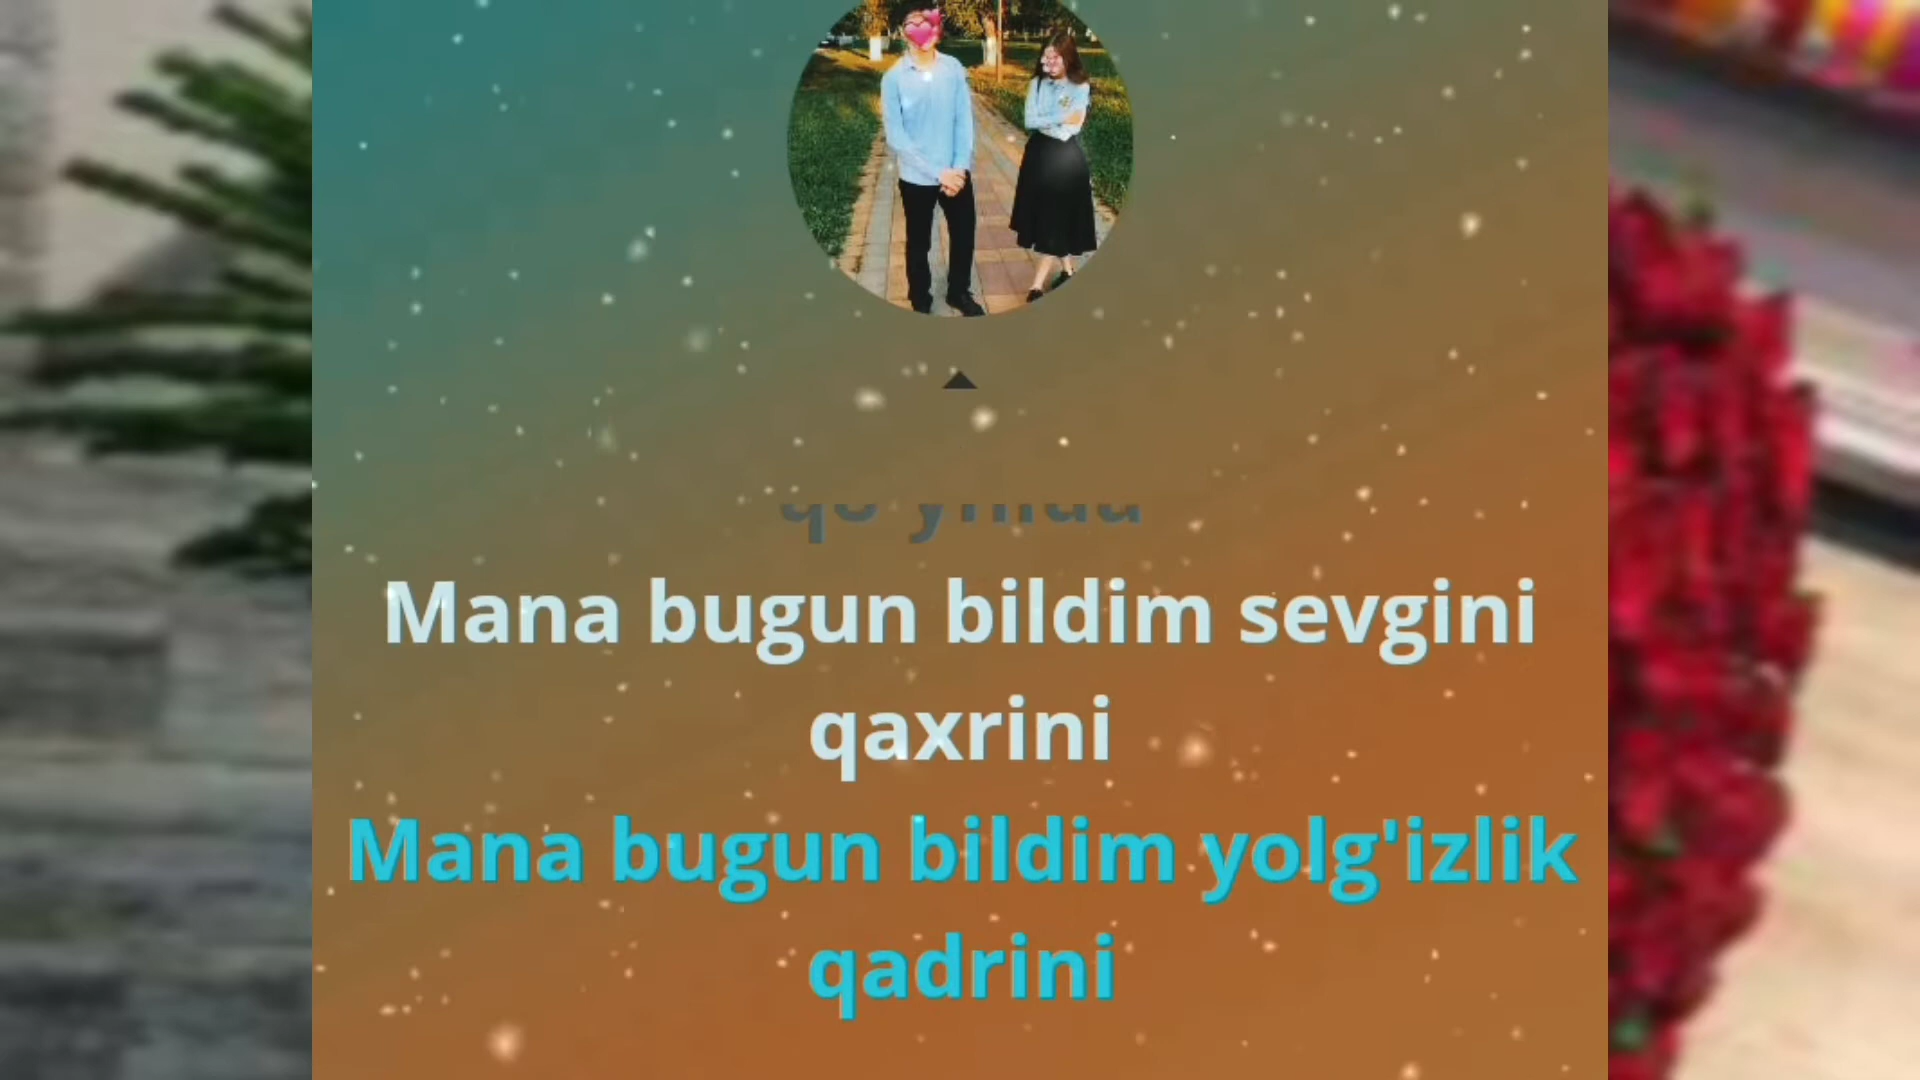 Mana bugun bildim sevgini
qaxrini
Mana bugun bildim yolg'izlik
qadrini